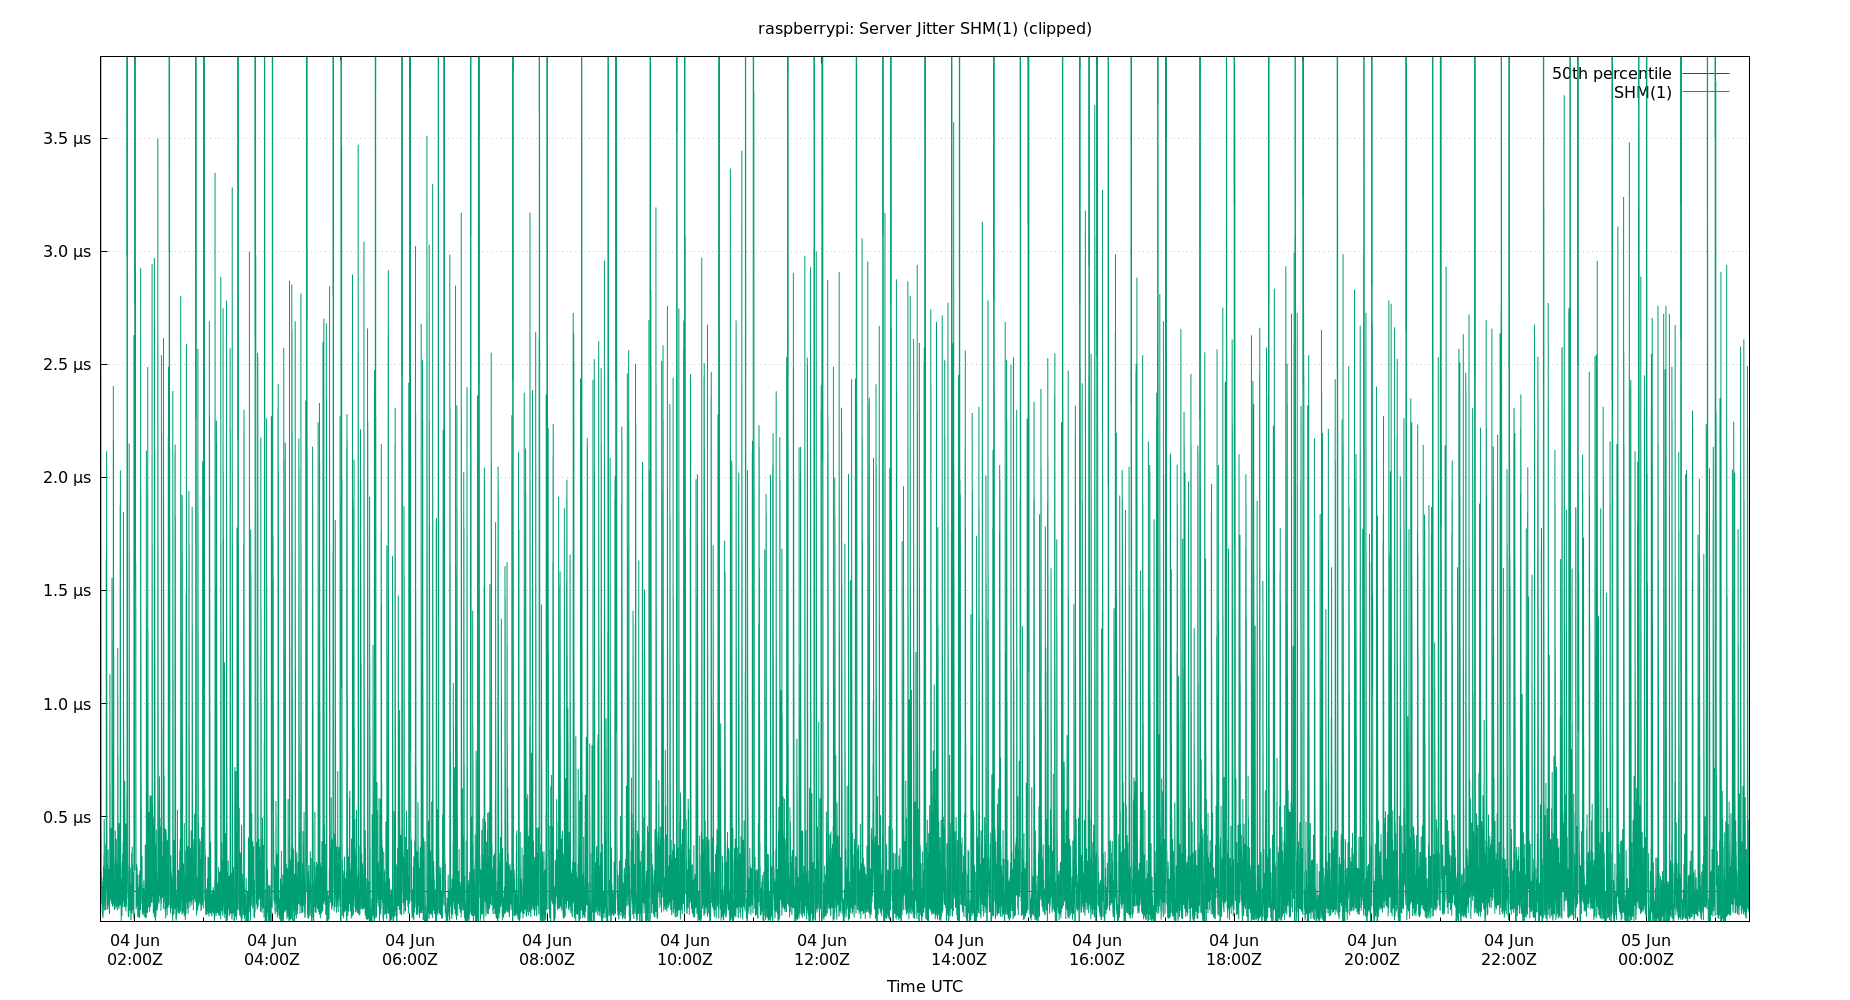 raspberrypi: Server Jitter SHM(1) (clipped)
50th percentile
SHM(1)
3.5 µs
3.0 µs
2.5 µs
2.0 µs
1.5 µs
1.0 µs
0.5 µs
04 Jun 04 Jun 04 Jun 04 Jun 04 Jun 04 Jun 04 Jun 04 Jun 04 Jun 04 Jun 04 Jun 05 Jun
02:00Z 04:00Z 06:00Z 08:00Z 10:00Z 12:00Z 14:00Z 16:00Z 18:00Z 20:00Z 22:00Z 00:00Z
Time UTC